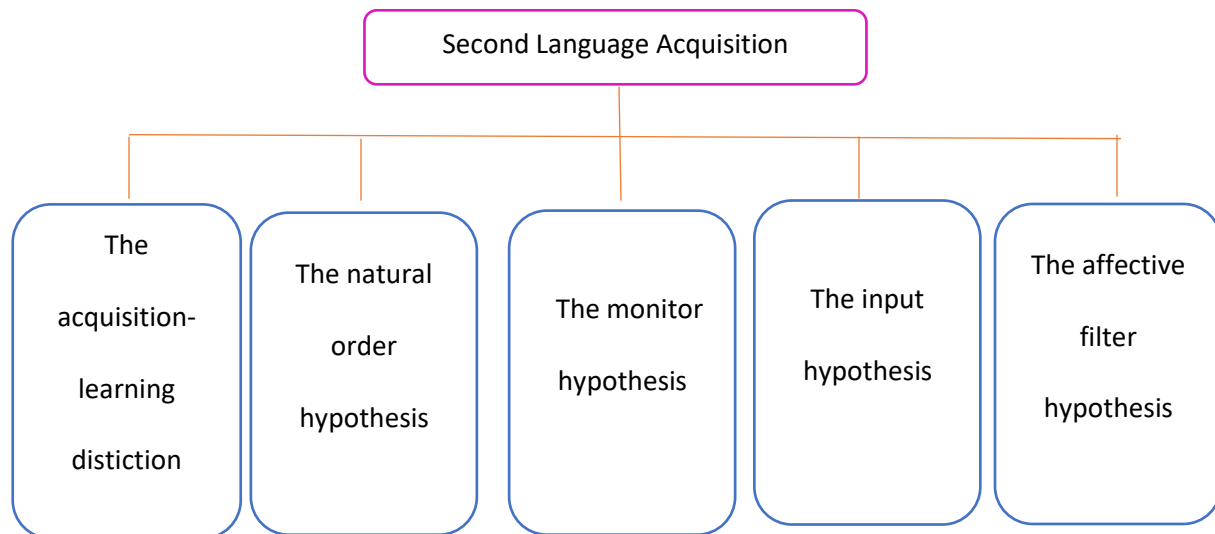 Second Language Acquisition
The
acquisition-
learning
distiction
The natural
order
hypothesis
The monitor
hypothesis
The input
hypothesis
The affective
filter
hypothesis